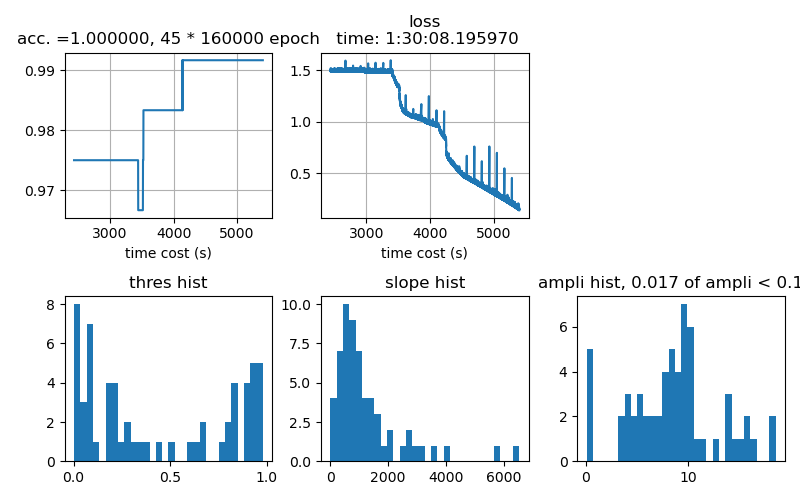 loss
acc. =1.000000, 45 * 160000 epoch time: 1:30:08.195970
0.99
0.98
0.97
3000 4000 5000
time cost (s)
1.5
1.0
0.5
3000 4000 5000
time cost (s)
thres hist
8
6
4
2
0
0.0 0.5 1.0
slope hist
10.0
7.5
5.0
2.5
0.0
0 2000 4000 6000
ampli hist, 0.017 of ampli < 0.1
6
4
2
0
0 10